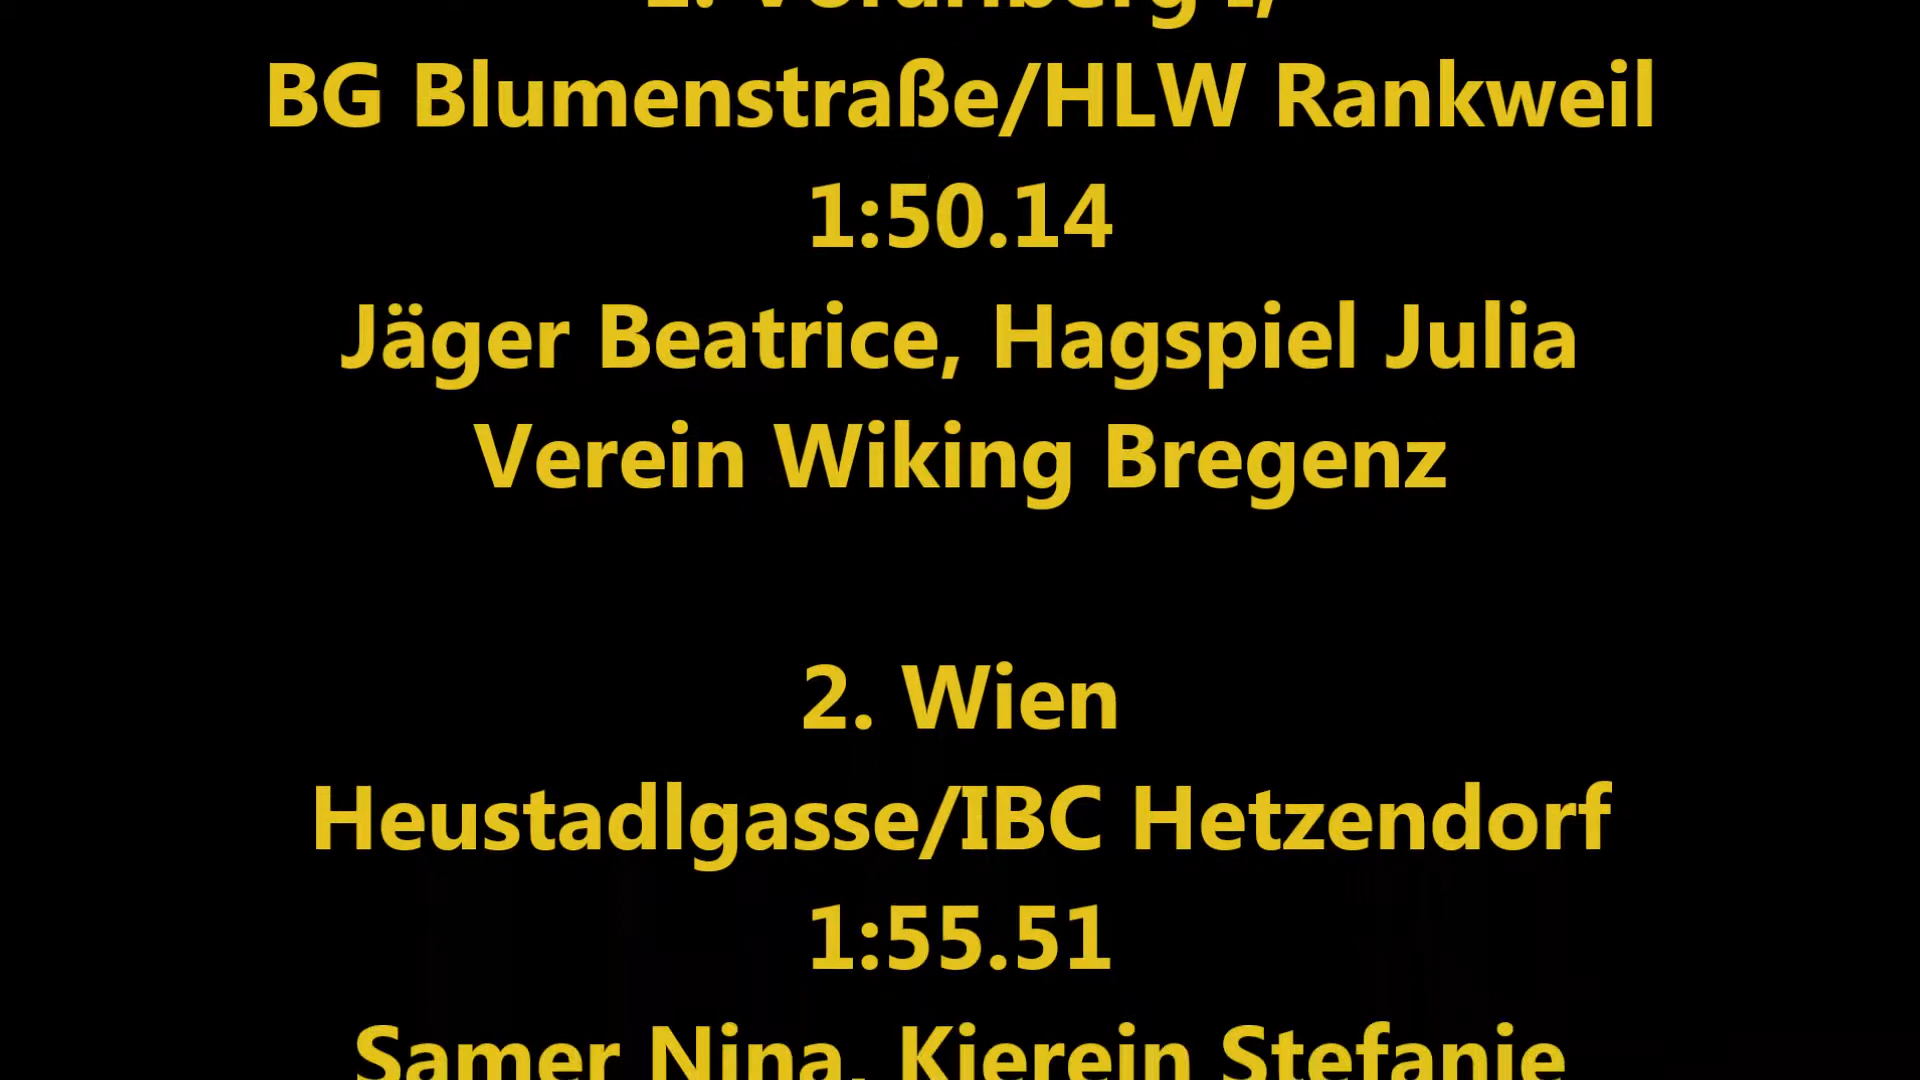 BG Blumenstraße/HLW Rankweil
1:50.14
Jäger Beatrice, Hagspiel Julia
Verein Wiking Bregenz
2. Wien
Heustadlgasse/IBC Hetzendorf
1:55.51
Samer Nina, Kierein Stefanie